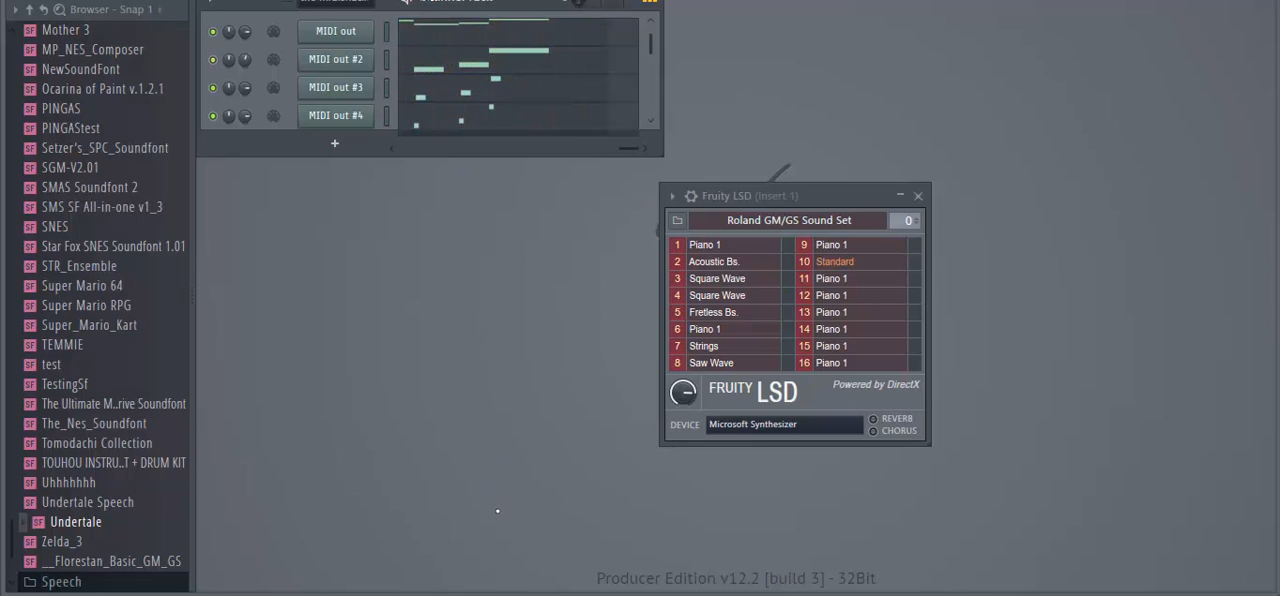 Browser - Snap 1
Mother 3
MP_NES_Composer
NewSoundFont
Ocarina of Paint v.1.2.1
PINGAS
PINGAStest
Setzer's_SPC_Soundfont
SGM-V2.01
SMAS Soundfont 2
SMS SF All-in-one v1_3
SNES
Star Fox SNES Soundfont 1.01
STR_Ensemble
Super Mario 64
Super Mario RPG
Super_Mario_Kart
TEMMIE
test
TestingSf
The Ultimate M..rive Soundfont
The_Nes_Soundfont
Tomodachi Collection
TOUHOU INSTRU..T + DRUM KIT
Uhhhhhhh
Undertale Speech
Undertale
Zelda_3
__Florestan_Basic_GM_GS
Speech
MIDI out
MIDI out #2
MIDI out #3
MIDI out #4
+
Fruity LSD (Insert 1)
Roland GM/GS Sound Set 0
1 Piano 1
2 Acoustic Bs.
3 Square Wave
4 Square Wave
5 Fretless Bs.
6 Piano 1
7 Strings
8 Saw Wave
9 Piano 1
10 Standard
11 Piano 1
12 Piano 1
13 Piano 1
14 Piano 1
15 Piano 1
16 Piano 1
FRUITY LSD
Powered by DirectX
DEVICE Microsoft Synthesizer
REVERB
CHORUS
Producer Edition v12.2 [build 3] - 32Bit